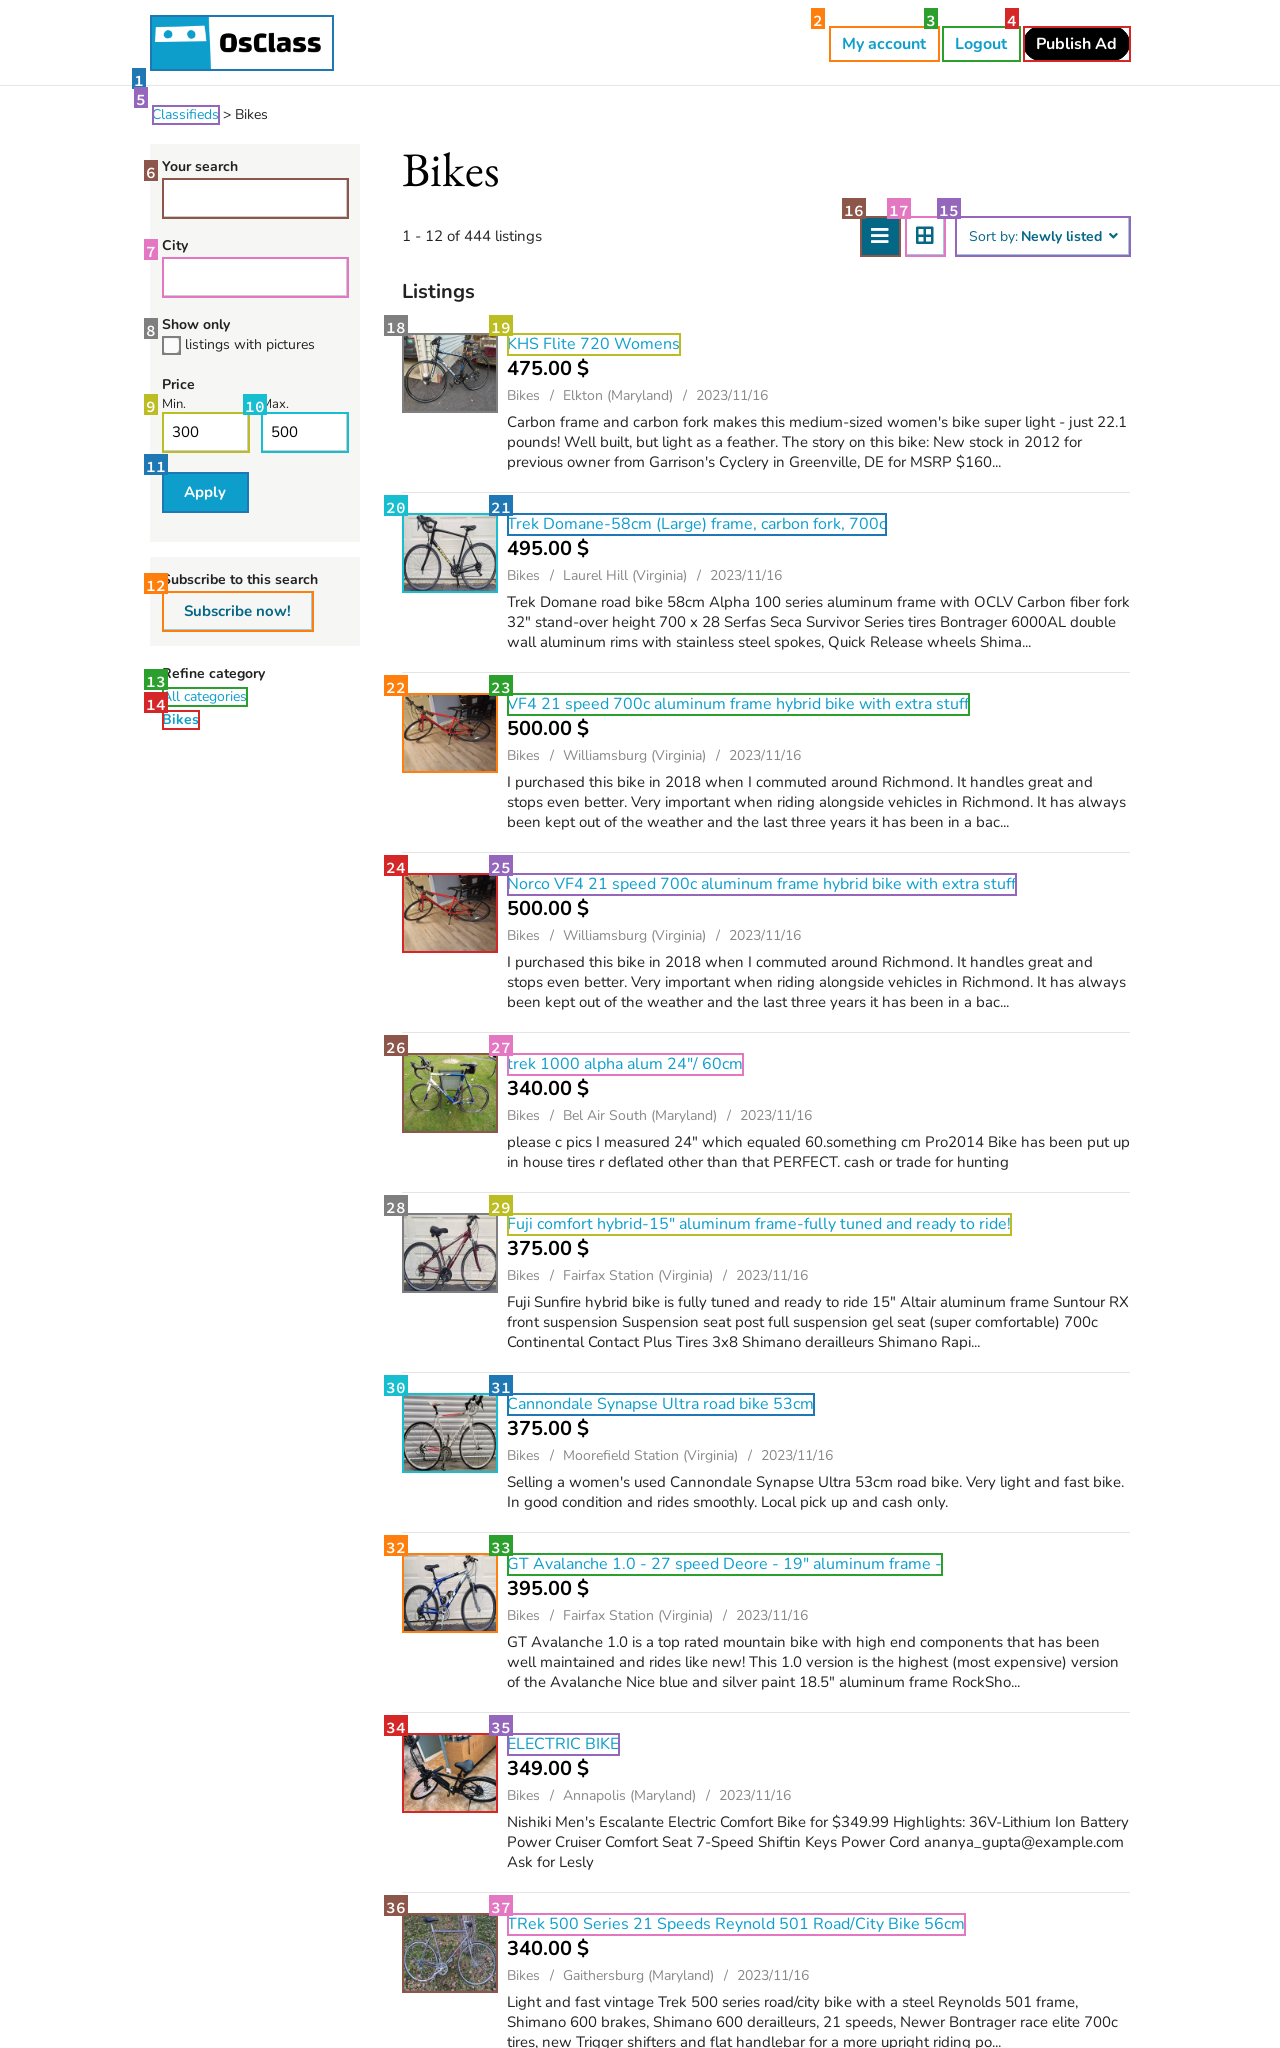 OsClass
2
My account
3
Logout
4
Publish Ad
1
5
Classifieds > Bikes
6
Your search
7
City
8
Show only
listings with pictures
Price
9
Min.
10
Max.
300
500
11
Apply
12
Subscribe to this search
Subscribe now!
13
Refine category
All categories
14
Bikes
Bikes
1 - 12 of 444 listings
16
17
15
Sort by: Newly listed
Listings
18
19
KHS Flite 720 Womens
475.00 $
Bikes / Elkton (Maryland) / 2023/11/16
Carbon frame and carbon fork makes this medium-sized women's bike super light - just 22.1
pounds! Well built, but light as a feather. The story on this bike: New stock in 2012 for
previous owner from Garrison's Cyclery in Greenville, DE for MSRP $160...
20
21
Trek Domane-58cm (Large) frame, carbon fork, 700c
495.00 $
Bikes / Laurel Hill (Virginia) / 2023/11/16
Trek Domane road bike 58cm Alpha 100 series aluminum frame with OCLV Carbon fiber fork
32" stand-over height 700 x 28 Serfas Seca Survivor Series tires Bontrager 6000AL double
wall aluminum rims with stainless steel spokes, Quick Release wheels Shima...
22
23
VF4 21 speed 700c aluminum frame hybrid bike with extra stuff
500.00 $
Bikes / Williamsburg (Virginia) / 2023/11/16
I purchased this bike in 2018 when I commuted around Richmond. It handles great and
stops even better. Very important when riding alongside vehicles in Richmond. It has always
been kept out of the weather and the last three years it has been in a bac...
24
25
Norco VF4 21 speed 700c aluminum frame hybrid bike with extra stuff
500.00 $
Bikes / Williamsburg (Virginia) / 2023/11/16
I purchased this bike in 2018 when I commuted around Richmond. It handles great and
stops even better. Very important when riding alongside vehicles in Richmond. It has always
been kept out of the weather and the last three years it has been in a bac...
26
27
trek 1000 alpha alum 24"/ 60cm
340.00 $
Bikes / Bel Air South (Maryland) / 2023/11/16
please c pics I measured 24" which equaled 60.something cm Pro2014 Bike has been put up
in house tires r deflated other than that PERFECT. cash or trade for hunting
28
29
Fuji comfort hybrid-15" aluminum frame-fully tuned and ready to ride!
375.00 $
Bikes / Fairfax Station (Virginia) / 2023/11/16
Fuji Sunfire hybrid bike is fully tuned and ready to ride 15" Altair aluminum frame Suntour RX
front suspension Suspension seat post full suspension gel seat (super comfortable) 700c
Continental Contact Plus Tires 3x8 Shimano derailleurs Shimano Rapi...
30
31
Cannondale Synapse Ultra road bike 53cm
375.00 $
Bikes / Moorefield Station (Virginia) / 2023/11/16
Selling a women's used Cannondale Synapse Ultra 53cm road bike. Very light and fast bike.
In good condition and rides smoothly. Local pick up and cash only.
32
33
GT Avalanche 1.0 - 27 speed Deore - 19" aluminum frame -
395.00 $
Bikes / Fairfax Station (Virginia) / 2023/11/16
GT Avalanche 1.0 is a top rated mountain bike with high end components that has been
well maintained and rides like new! This 1.0 version is the highest (most expensive) version
of the Avalanche Nice blue and silver paint 18.5" aluminum frame RockSho...
34
35
ELECTRIC BIKE
349.00 $
Bikes / Annapolis (Maryland) / 2023/11/16
Nishiki Men's Escalante Electric Comfort Bike for $349.99 Highlights: 36V-Lithium Ion Battery
Power Cruiser Comfort Seat 7-Speed Shiftin Keys Power Cord ananya_gupta@example.com
Ask for Lesly
36
37
TRek 500 Series 21 Speeds Reynold 501 Road/City Bike 56cm
340.00 $
Bikes / Gaithersburg (Maryland) / 2023/11/16
Light and fast vintage Trek 500 series road/city bike with a steel Reynolds 501 frame,
Shimano 600 brakes, Shimano 600 derailleurs, 21 speeds, Newer Bontrager race elite 700c
tires, new Trigger shifters and flat handlebar for a more upright riding po...